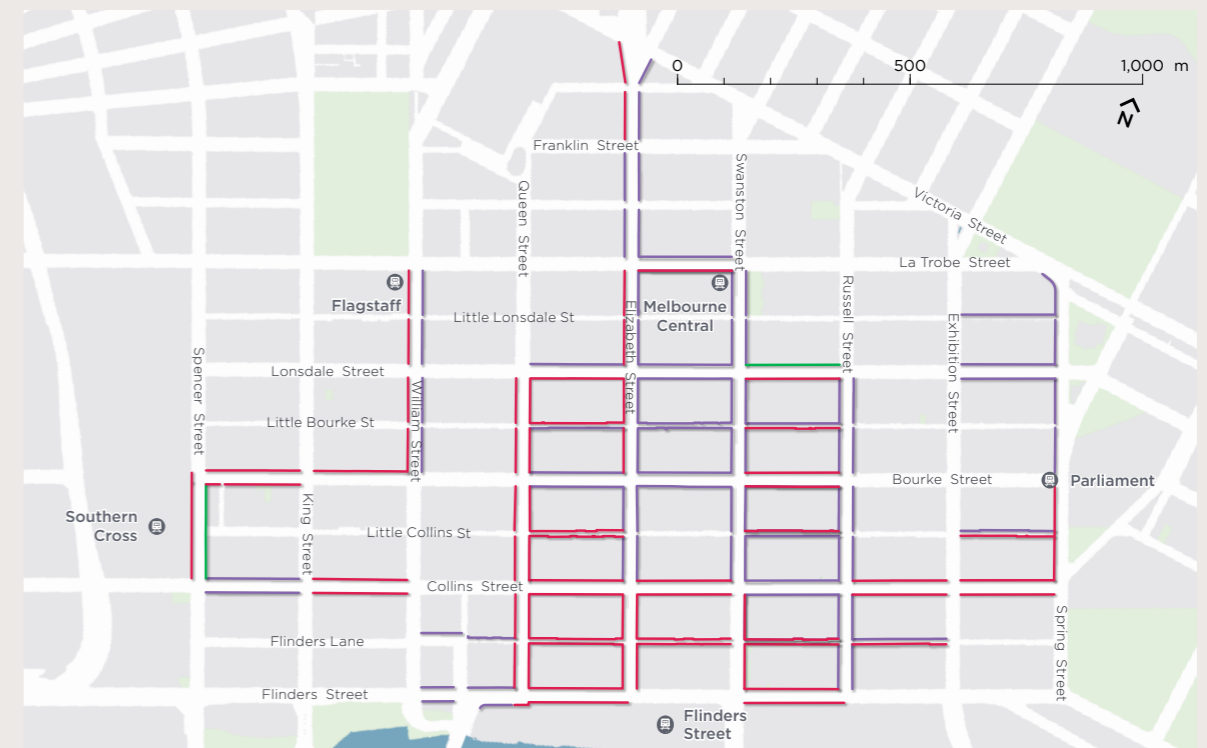 0 500 1,000 m
N
Franklin Street
Swanston Street
Queen Street
Victoria Street
La Trobe Street
Flagstaff
Melbourne
Central
Elizabeth Street
Russell Street
Little Lonsdale St
Exhibition Street
Spencer Street
Lonsdale Street
William Street
Little Bourke St
Bourke Street
Parliament
King Street
Southern
Cross
Little Collins St
Collins Street
Spring Street
Flinders Lane
Flinders Street
Flinders
Street